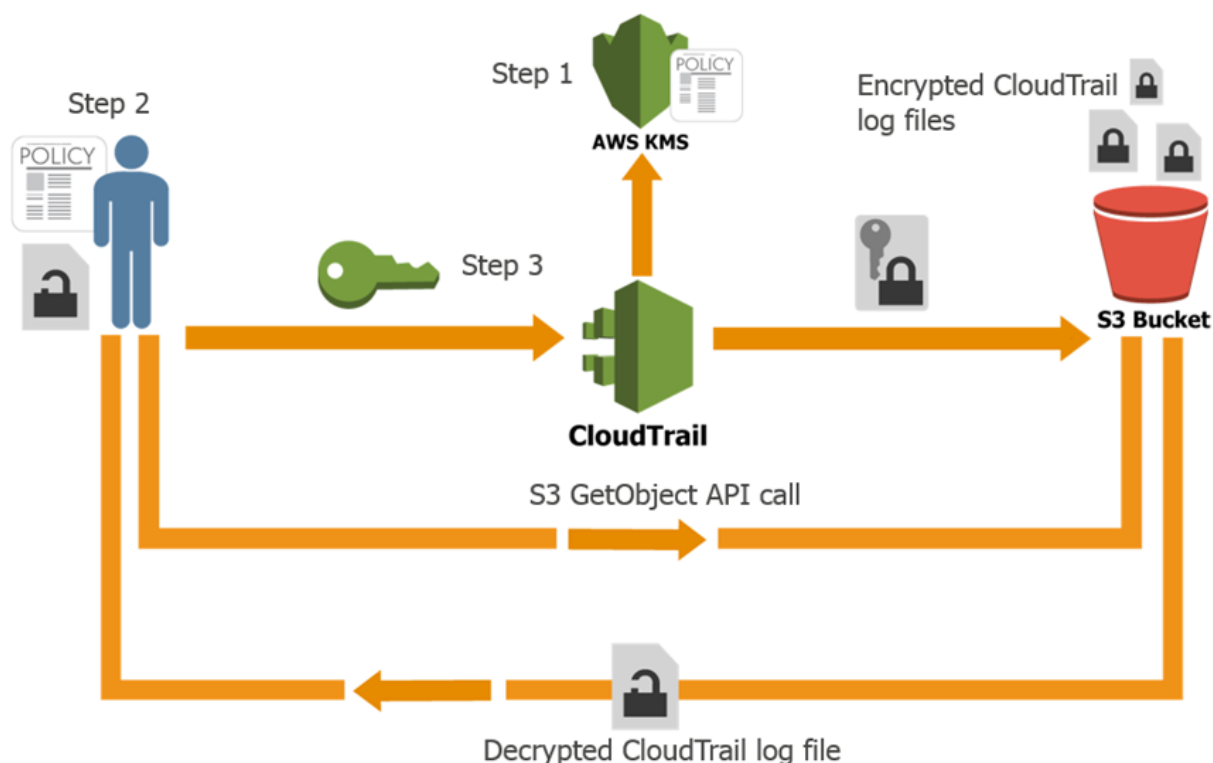 Step 1
POLICY
AWS KMS
Encrypted CloudTrail
log files
Step 2
POLICY
Step 3
S3 Bucket
CloudTrail
S3 GetObject API call
Decrypted CloudTrail log file